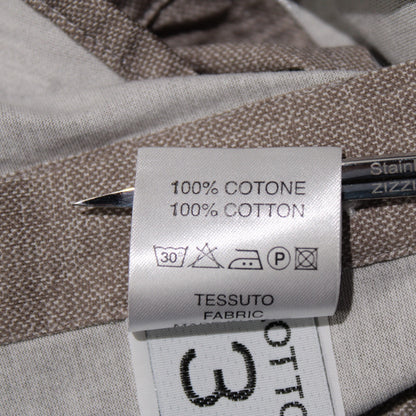 100% COTONE
100% COTTON
30° P
TESSUTO
FABRIC
Stain
ZIZZ
OTTO
3